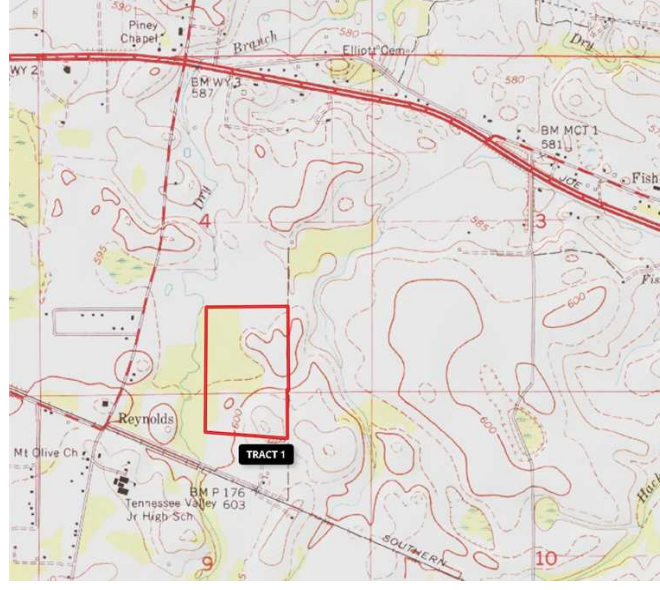 590
Piney
Chapel
Branch
580
Elliott Cem
Dry
WY 2
BM WY 3
587
580
580
BM MCT 1
581
JOE
Fish
Dry
4
585
3
595
Fis
600
Reynolds
600
600
TRACT 1
Mt Olive Ch
BM P 176
603
Tennessee Valley
Jr High Sch
Hack
SOUTHERN
9
10